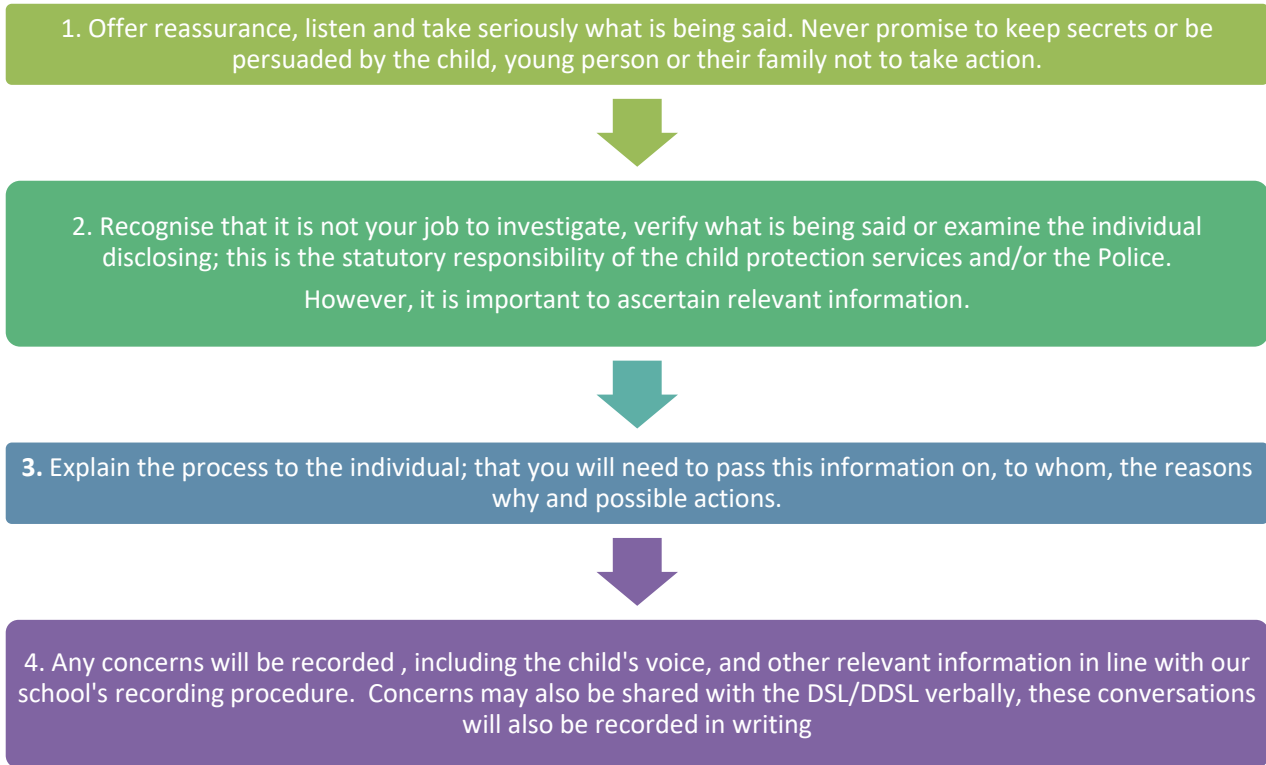 1. Offer reassurance, listen and take seriously what is being said. Never promise to keep secrets or be
persuaded by the child, young person or their family not to take action.
2. Recognise that it is not your job to investigate, verify what is being said or examine the individual
disclosing; this is the statutory responsibility of the child protection services and/or the Police.
However, it is important to ascertain relevant information.
3. Explain the process to the individual; that you will need to pass this information on, to whom, the reasons
why and possible actions.
4. Any concerns will be recorded , including the child's voice, and other relevant information in line with our
school's recording procedure.  Concerns may also be shared with the DSL/DDSL verbally, these conversations
will also be recorded in writing